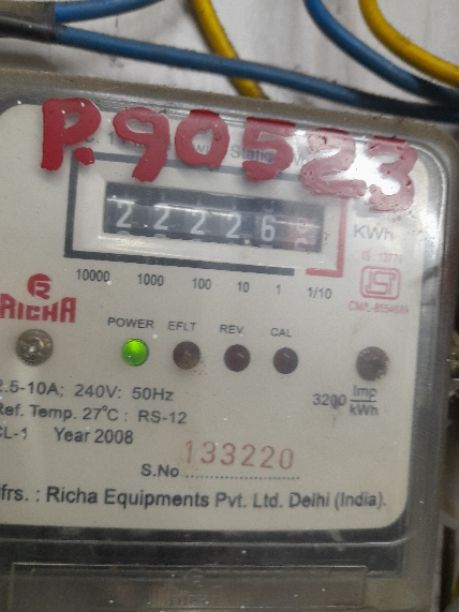 P.90523
2 2 2 2 6
KWh
10000 1000 100 10 1 1/10
RICHA
POWER EFLT REV. CAL
2.5-10A; 240V: 50Hz
3200 Imp/kWh
Ref. Temp. 27°C : RS-12
CL-1 Year 2008
S.No 133220
Mfrs. : Richa Equipments Pvt. Ltd. Delhi (India).